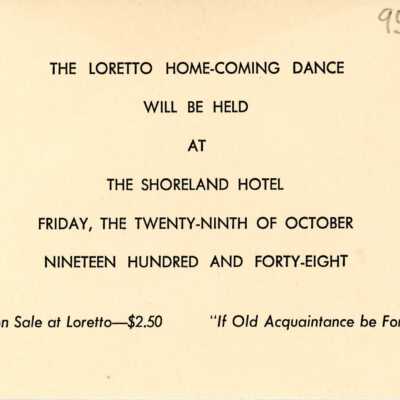 95
THE LORETTO HOME-COMING DANCE
WILL BE HELD
AT
THE SHORELAND HOTEL
FRIDAY, THE TWENTY-NINTH OF OCTOBER
NINETEEN HUNDRED AND FORTY-EIGHT
on Sale at Loretto—$2.50 "If Old Acquaintance be For